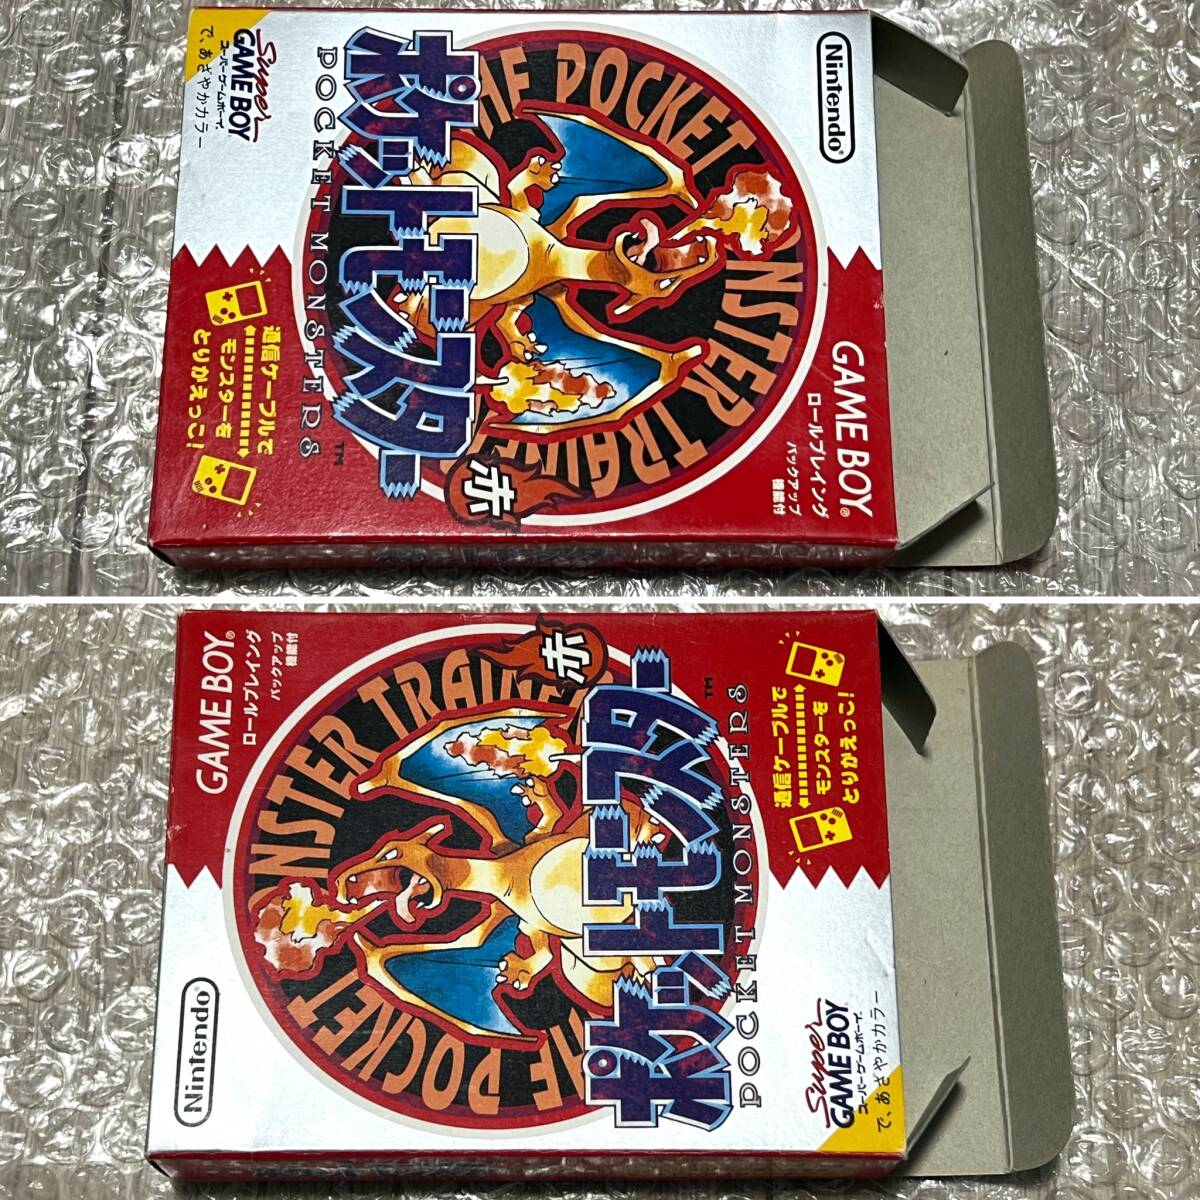 Nintendo®
GAME BOY®
ロールプレイング
バックアップ
機能付
THE POCKET MONSTER TRAINER
ポケットモンスター
POCKET MONSTERS
TM
赤
Super
GAME BOY
スーパーゲームボーイ
で、あざやかカラー
通信ケーブルで
モンスターを
とりかえっこ!
GAME BOY®
ロールプレイング
バックアップ
機能付
THE POCKET MONSTER TRAINER
赤
ポケットモンスター
POCKET MONSTERS
TM
通信ケーブルで
モンスターを
とりかえっこ!
Nintendo®
Super
GAME BOY
スーパーゲームボーイ
で、あざやかカラー